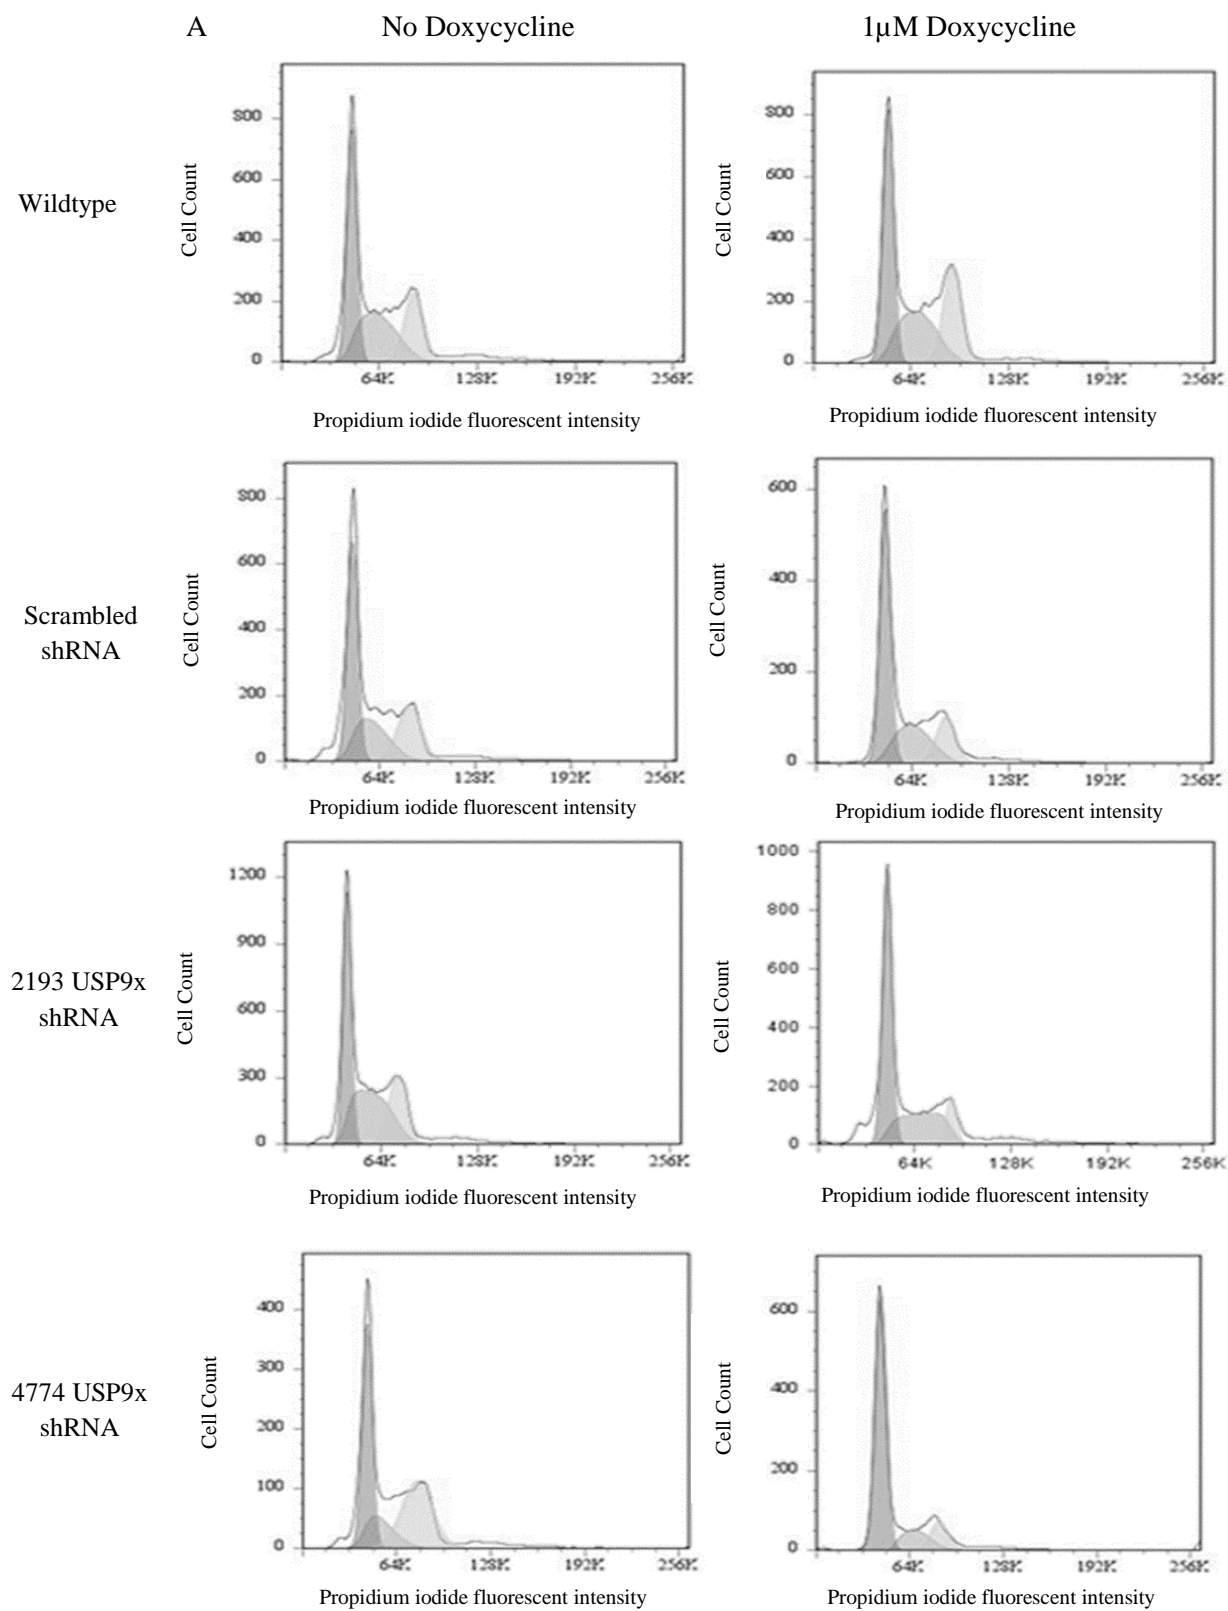 A
No Doxycycline
1µM Doxycycline
Wildtype
Cell Count
800
600
400
200
0
64K 128K 192K 256K
Propidium iodide fluorescent intensity
Cell Count
800
600
400
200
0
64K 128K 192K 256K
Propidium iodide fluorescent intensity
Scrambled
shRNA
Cell Count
800
600
400
200
0
64K 128K 192K 256K
Propidium iodide fluorescent intensity
Cell Count
600
400
200
0
64K 128K 192K 256K
Propidium iodide fluorescent intensity
2193 USP9x
shRNA
Cell Count
1200
900
600
300
0
64K 128K 192K 256K
Propidium iodide fluorescent intensity
Cell Count
1000
800
600
400
200
0
64K 128K 192K 256K
Propidium iodide fluorescent intensity
4774 USP9x
shRNA
Cell Count
400
300
200
100
0
64K 128K 192K 256K
Propidium iodide fluorescent intensity
Cell Count
600
400
200
0
64K 128K 192K 256K
Propidium iodide fluorescent intensity